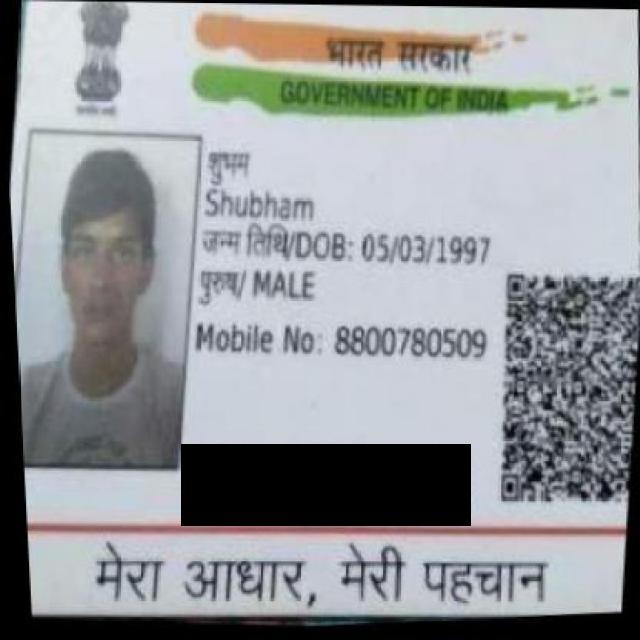 भारत सरकार
GOVERNMENT OF INDIA
शुभम
Shubham
जन्म तिथि/DOB: 05/03/1997
पुरुष/ MALE
Mobile No: 8800780509
मेरा आधार, मेरी पहचान